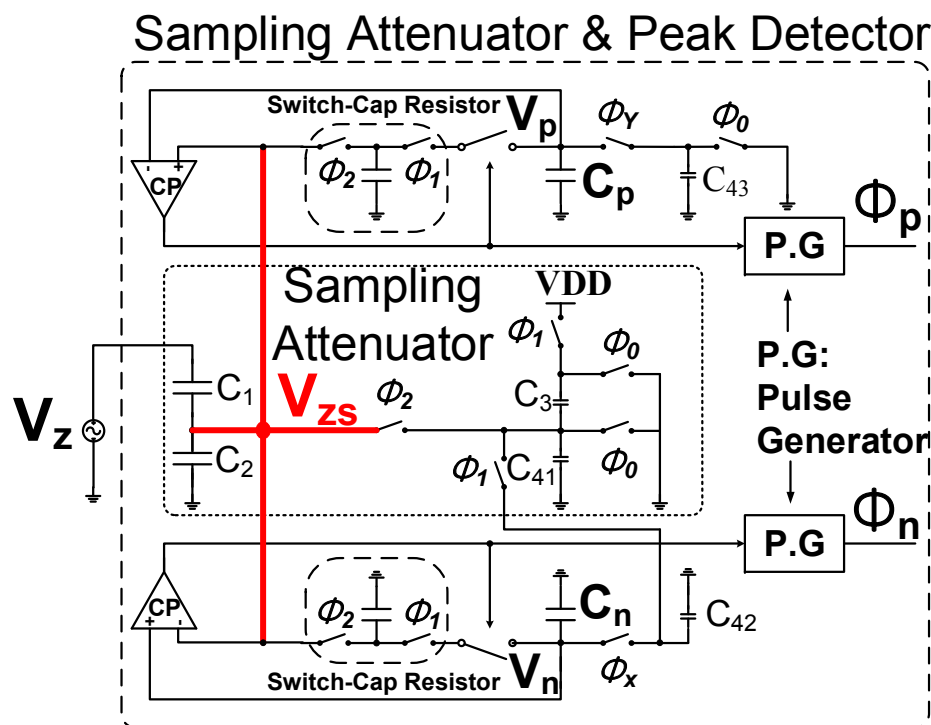 Sampling Attenuator & Peak Detector
Switch-Cap Resistor
Vp
ϕY
ϕ0
- +
CP
ϕ2
ϕ1
Cp
C43
Φp
P.G
Sampling
Attenuator
VDD
ϕ1
ϕ0
P.G:
Pulse
Generator
C1
Vzs
ϕ2
C3
Vz
C2
ϕ1
C41
ϕ0
Φn
P.G
CP
+ -
ϕ2
ϕ1
Cn
C42
Vn
ϕx
Switch-Cap Resistor